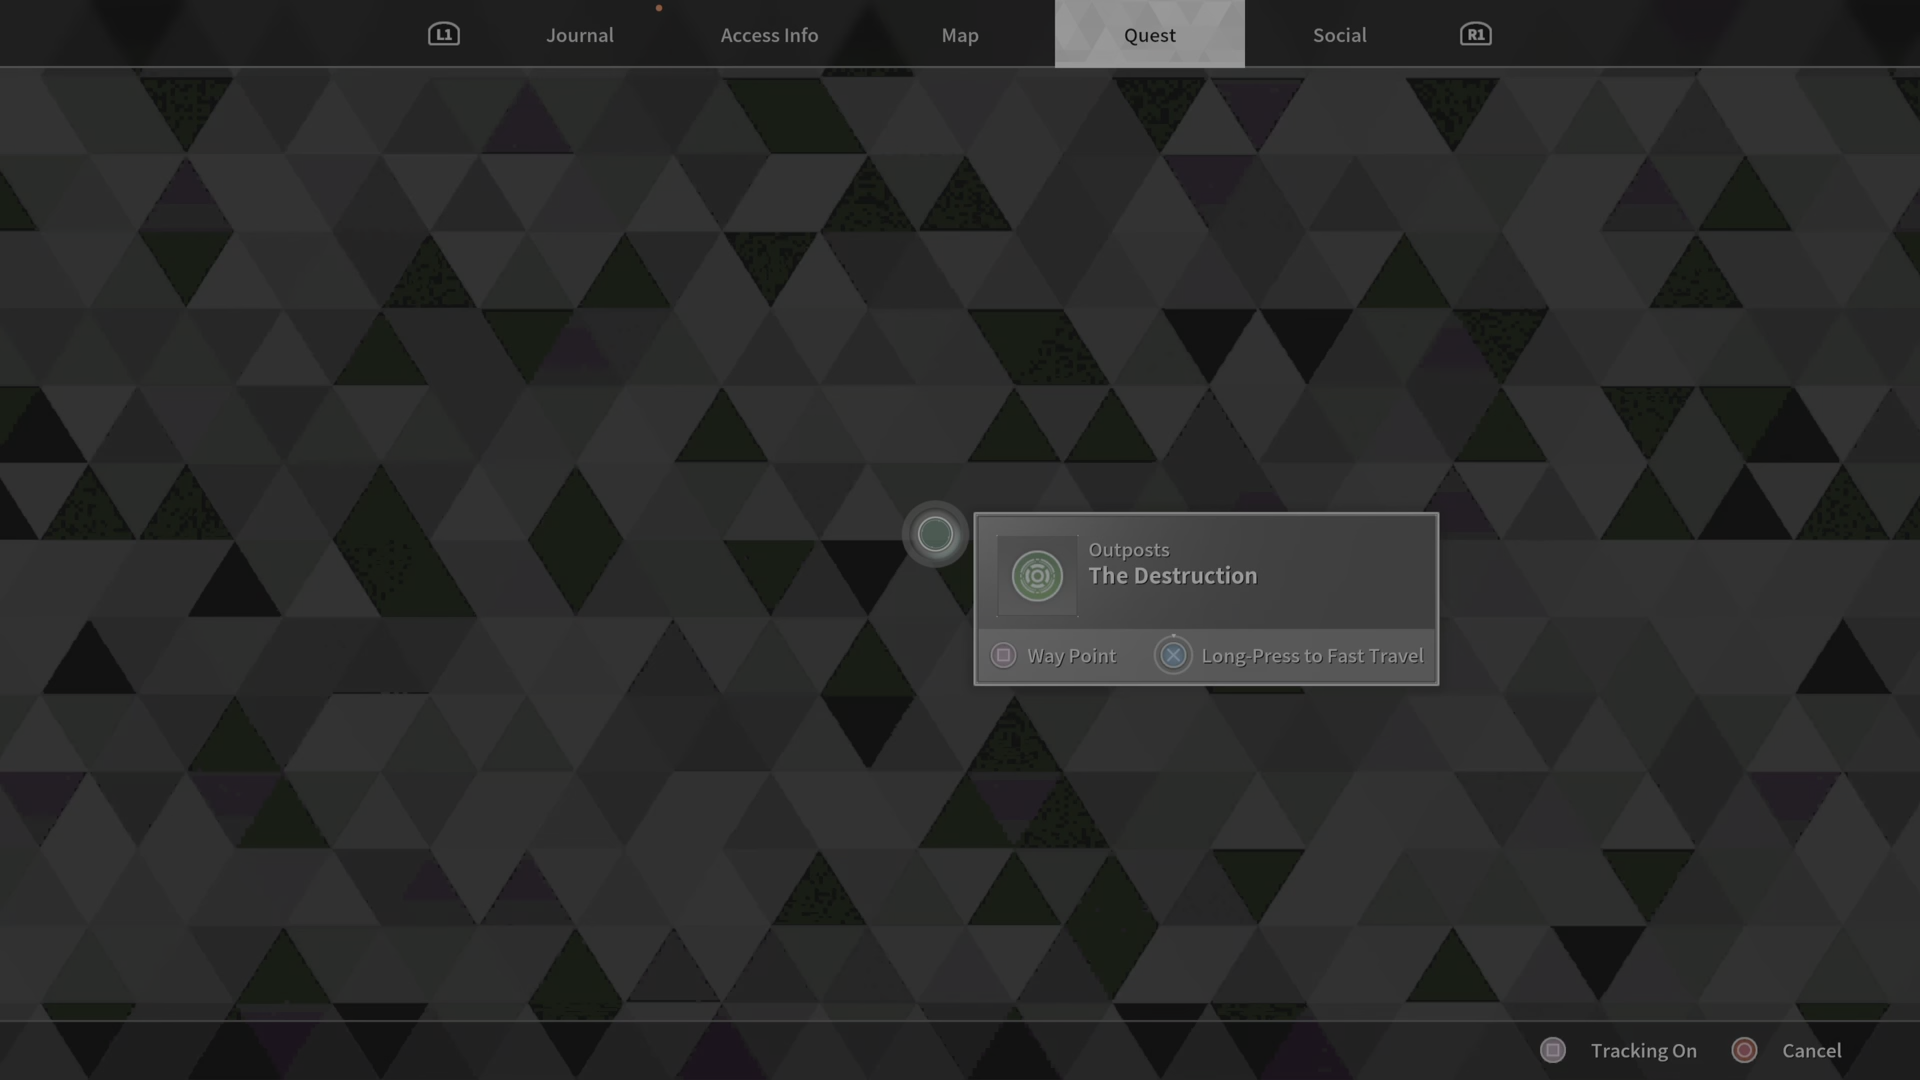 L1 Journal Access Info Map Quest Social R1
Outposts
The Destruction
Way Point Long-Press to Fast Travel
Tracking On Cancel